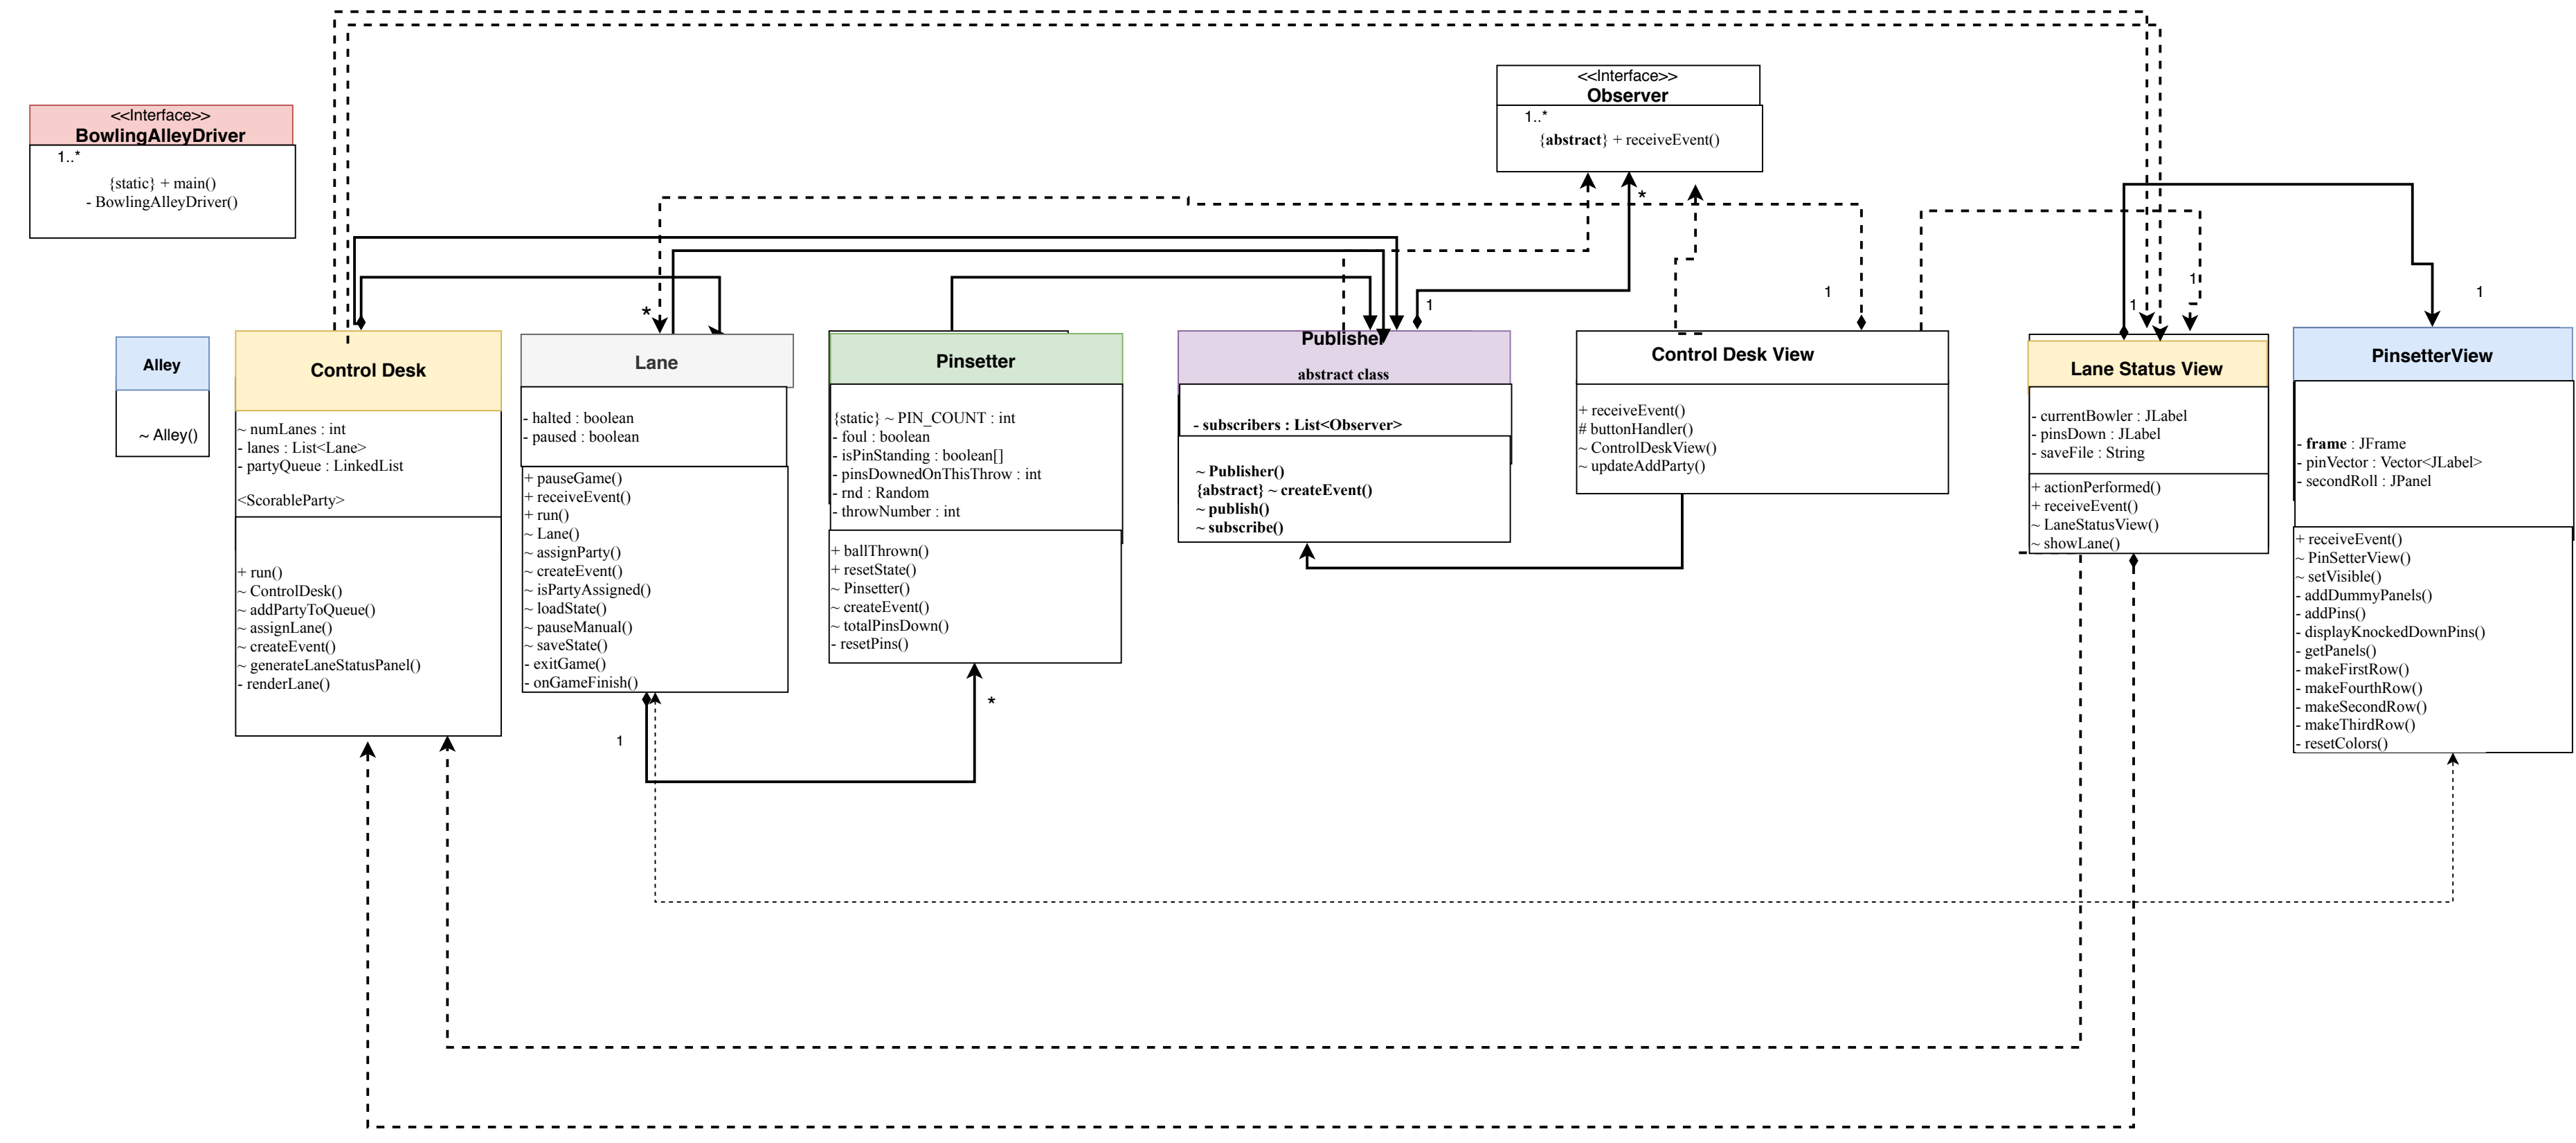 <<Interface>>
Observer
1..*
{abstract} + receiveEvent()
<<Interface>>
BowlingAlleyDriver
1..*
{static} + main()
- BowlingAlleyDriver()
*
*
1
1
1
1
1
Alley
~ Alley()
Control Desk
~ numLanes : int
- lanes : List<Lane>
- partyQueue : LinkedList
<ScorableParty>
+ run()
~ ControlDesk()
~ addPartyToQueue()
~ assignLane()
~ createEvent()
~ generateLaneStatusPanel()
- renderLane()
Lane
- halted : boolean
- paused : boolean
+ pauseGame()
+ receiveEvent()
+ run()
~ Lane()
~ assignParty()
~ createEvent()
~ isPartyAssigned()
~ loadState()
~ pauseManual()
~ saveState()
- exitGame()
- onGameFinish()
1
*
Pinsetter
{static} ~ PIN_COUNT : int
- foul : boolean
- isPinStanding : boolean[]
- pinsDownedOnThisThrow : int
- rnd : Random
- throwNumber : int
+ ballThrown()
+ resetState()
~ Pinsetter()
~ createEvent()
~ totalPinsDown()
- resetPins()
Publisher
abstract class
- subscribers : List<Observer>
~ Publisher()
{abstract} ~ createEvent()
~ publish()
~ subscribe()
Control Desk View
+ receiveEvent()
# buttonHandler()
~ ControlDeskView()
~ updateAddParty()
Lane Status View
- currentBowler : JLabel
- pinsDown : JLabel
- saveFile : String
+ actionPerformed()
+ receiveEvent()
~ LaneStatusView()
~ showLane()
PinsetterView
- frame : JFrame
- pinVector : Vector<JLabel>
- secondRoll : JPanel
+ receiveEvent()
~ PinSetterView()
~ setVisible()
- addDummyPanels()
- addPins()
- displayKnockedDownPins()
- getPanels()
- makeFirstRow()
- makeFourthRow()
- makeSecondRow()
- makeThirdRow()
- resetColors()